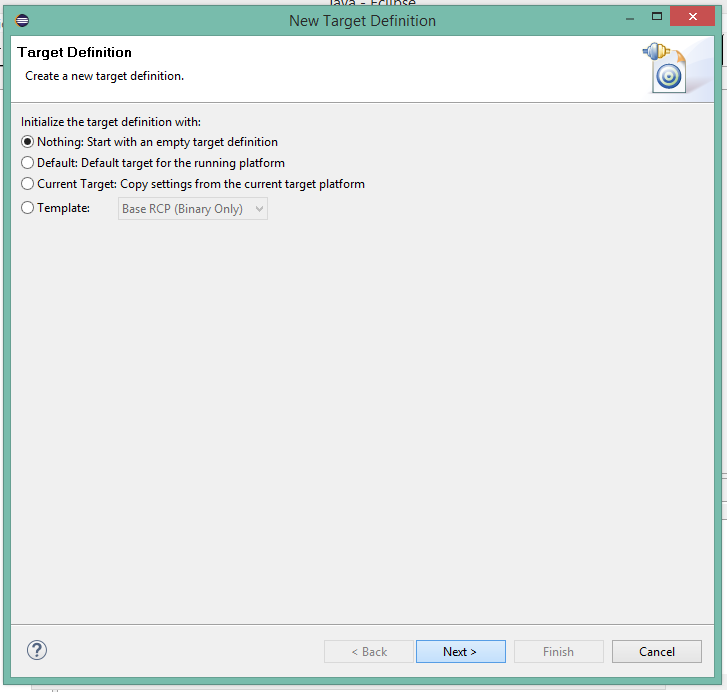 Java - Eclipse
New Target Definition
Target Definition
Create a new target definition.
Initialize the target definition with:
Nothing: Start with an empty target definition
Default: Default target for the running platform
Current Target: Copy settings from the current target platform
Template: Base RCP (Binary Only)
? < Back Next > Finish Cancel